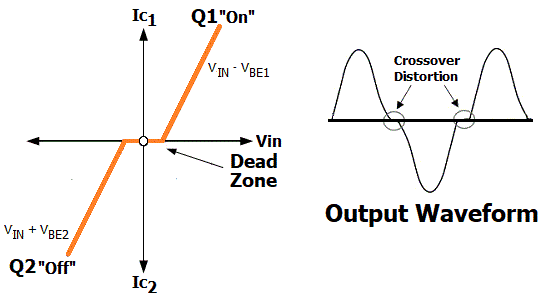 Ic1
Q1"On"
VIN - VBE1
Vin
Dead
Zone
VIN + VBE2
Q2"Off"
Ic2
Crossover
Distortion
Output Waveform